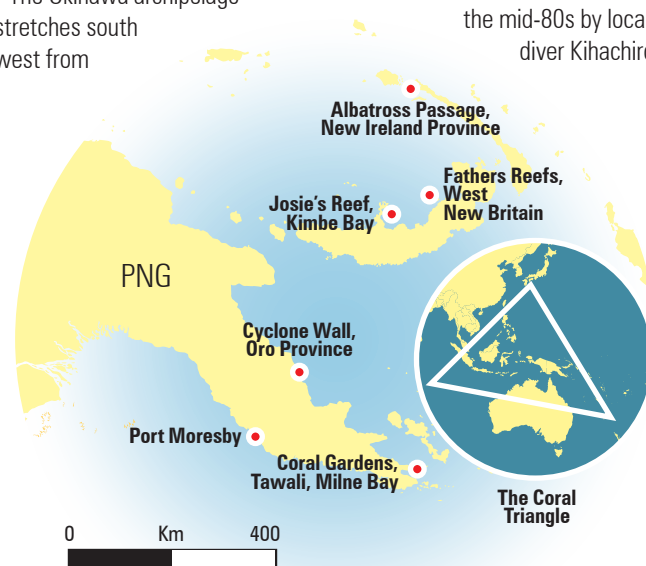 The Okinawa archipelago
stretches south
west from
the mid-80s by loca
diver Kihachiro
Albatross Passage,
New Ireland Province
Fathers Reefs,
West
New Britain
Josie's Reef,
Kimbe Bay
PNG
Cyclone Wall,
Oro Province
Port Moresby
Coral Gardens,
Tawali, Milne Bay
The Coral
Triangle
0 Km 400